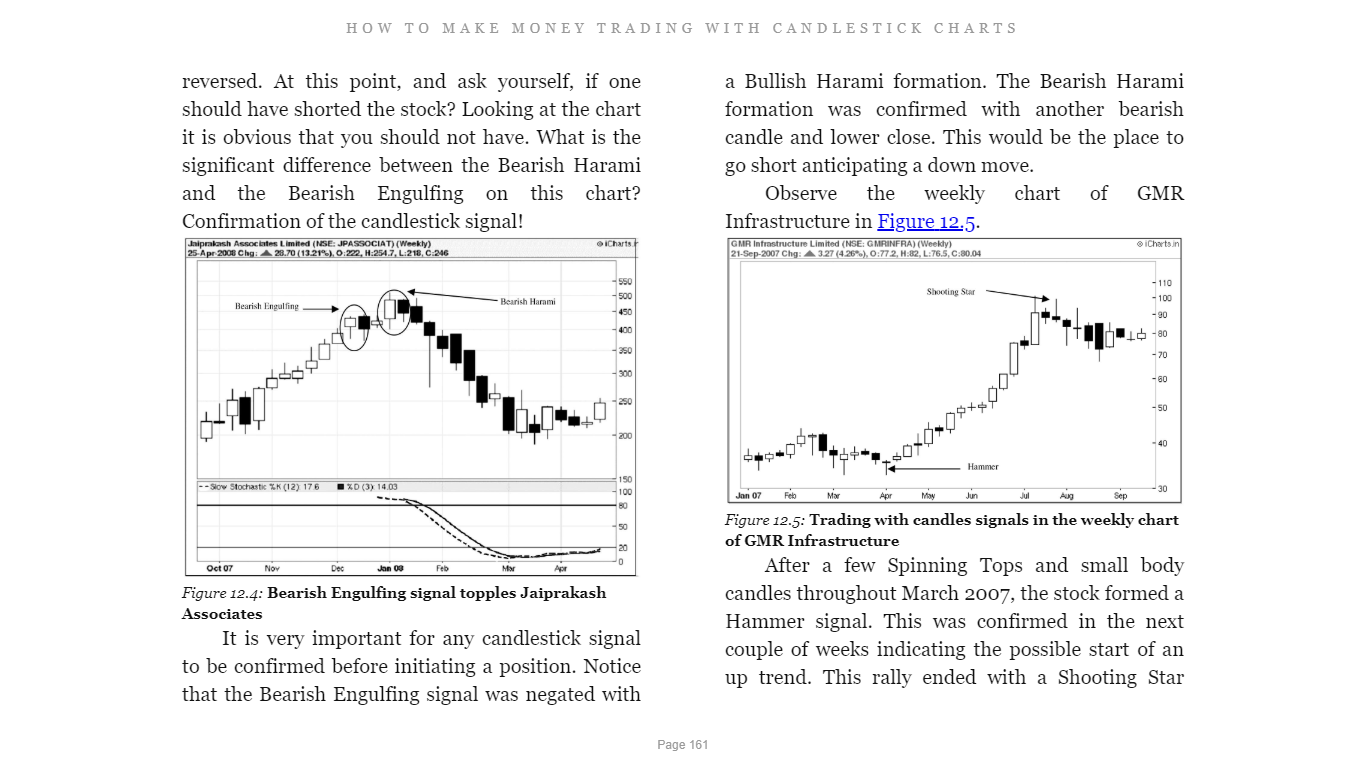 HOW TO MAKE MONEY TRADING WITH CANDLESTICK CHARTS
reversed. At this point, and ask yourself, if one
should have shorted the stock? Looking at the chart
it is obvious that you should not have. What is the
significant difference between the Bearish Harami
and the Bearish Engulfing on this chart?
Confirmation of the candlestick signal!
Jaiprakash Associates Limited (NSE: JPASSOCIAT) (Weekly)
© iCharts.in
25-Apr-2008 Chg: ▲ 28.70 (13.21%), O:222, H:254.7, L:218, C:246
Bearish Engulfing
Bearish Harami
550
500
450
400
350
300
250
200
150
Slow Stochastic %K (12) 17.6 ■ %D (3) 14.03
100
80
50
20
0
Oct 07 Nov Dec Jan 08 Feb Mar Apr
Figure 12.4: Bearish Engulfing signal topples Jaiprakash
Associates
It is very important for any candlestick signal
to be confirmed before initiating a position. Notice
that the Bearish Engulfing signal was negated with
a Bullish Harami formation. The Bearish Harami
formation was confirmed with another bearish
candle and lower close. This would be the place to
go short anticipating a down move.
Observe the weekly chart of GMR
Infrastructure in Figure 12.5.
GMR Infrastructure Limited (NSE: GMRINFRA) (Weekly)
© iCharts.in
21-Sep-2007 Chg: ▲ 3.27 (4.26%), O:77.2, H:82, L:76.5, C:80.04
Shooting Star
Hammer
110
100
90
80
70
60
50
40
30
Jan 07 Feb Mar Apr May Jun Jul Aug Sep
Figure 12.5: Trading with candles signals in the weekly chart
of GMR Infrastructure
After a few Spinning Tops and small body
candles throughout March 2007, the stock formed a
Hammer signal. This was confirmed in the next
couple of weeks indicating the possible start of an
up trend. This rally ended with a Shooting Star
Page 161